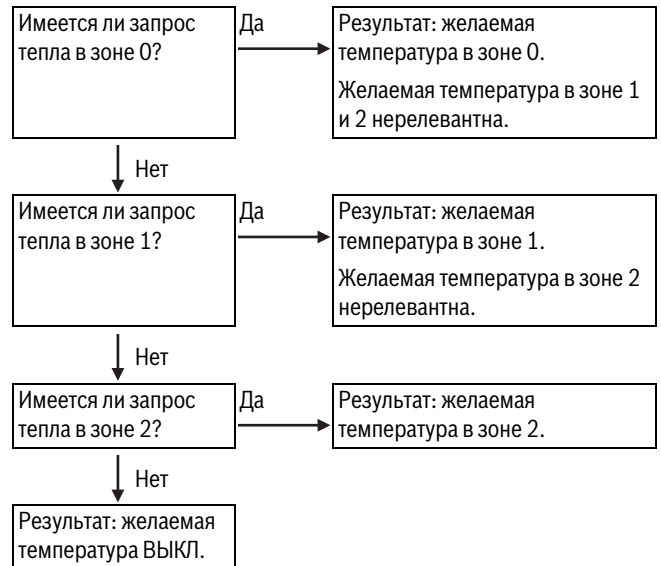 Имеется ли запрос
тепла в зоне 0?
Да
Результат: желаемая
температура в зоне 0.
Желаемая температура в зоне 1
и 2 нерелевантна.
Нет
Имеется ли запрос
тепла в зоне 1?
Да
Результат: желаемая
температура в зоне 1.
Желаемая температура в зоне 2
нерелевантна.
Нет
Имеется ли запрос
тепла в зоне 2?
Да
Результат: желаемая
температура в зоне 2.
Нет
Результат: желаемая
температура ВЫКЛ.